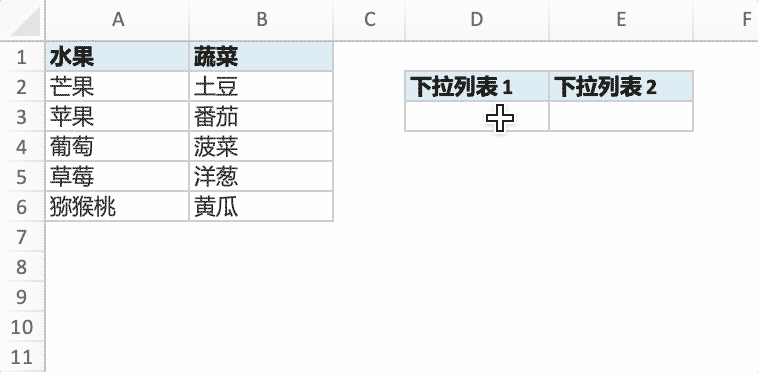 A B C D E F
1 水果 蔬菜
2 芒果 土豆 下拉列表 1 下拉列表 2
3 苹果 番茄
4 葡萄 菠菜
5 草莓 洋葱
6 猕猴桃 黄瓜
7
8
9
10
11